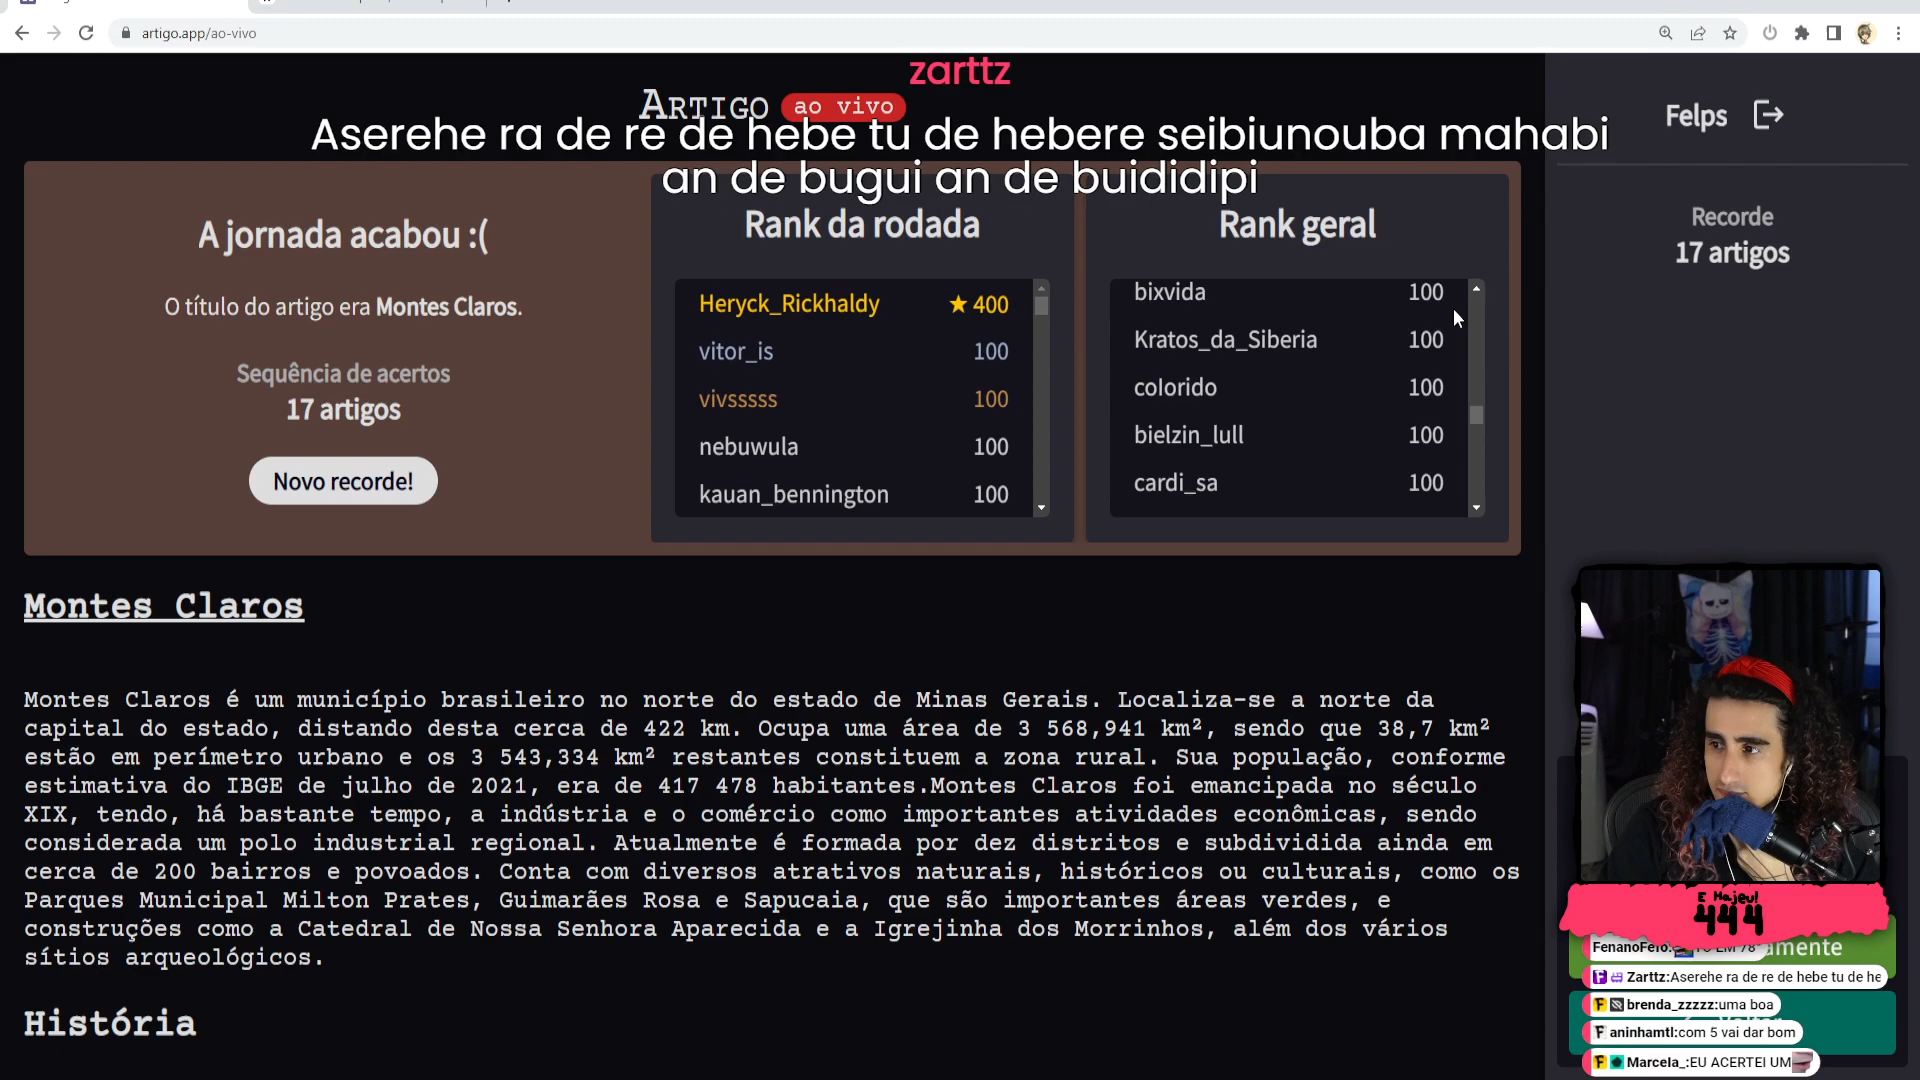 artigo.app/ao-vivo
zarttz
ARTIGO ao vivo
Aserehe ra de re de hebe tu de hebere seibiunouba mahabi
an de bugui an de buididipi
Felps
Recorde
17 artigos
A jornada acabou :(
O título do artigo era Montes Claros.
Sequência de acertos
17 artigos
Novo recorde!
Rank da rodada
Heryck_Rickhaldy ★ 400
vitor_is 100
vivsssss 100
nebuwula 100
kauan_bennington 100
Rank geral
bixvida 100
Kratos_da_Siberia 100
colorido 100
bielzin_lull 100
cardi_sa 100
Montes Claros
Montes Claros é um município brasileiro no norte do estado de Minas Gerais. Localiza-se a norte da
capital do estado, distando desta cerca de 422 km. Ocupa uma área de 3 568,941 km², sendo que 38,7 km²
estão em perímetro urbano e os 3 543,334 km² restantes constituem a zona rural. Sua população, conforme
estimativa do IBGE de julho de 2021, era de 417 478 habitantes.Montes Claros foi emancipada no século
XIX, tendo, há bastante tempo, a indústria e o comércio como importantes atividades econômicas, sendo
considerada um polo industrial regional. Atualmente é formada por dez distritos e subdividida ainda em
cerca de 200 bairros e povoados. Conta com diversos atrativos naturais, históricos ou culturais, como os
Parques Municipal Milton Prates, Guimarães Rosa e Sapucaia, que são importantes áreas verdes, e
construções como a Catedral de Nossa Senhora Aparecida e a Igrejinha dos Morrinhos, além dos vários
sítios arqueológicos.
História
E Hajeu!
444
FenanoFefo: EM 78
amente
Zarttz:Aserehe ra de re de hebe tu de he
brenda_zzzzz:uma boa
aninhamtl:com 5 vai dar bom
Marcela_:EU ACERTEI UM